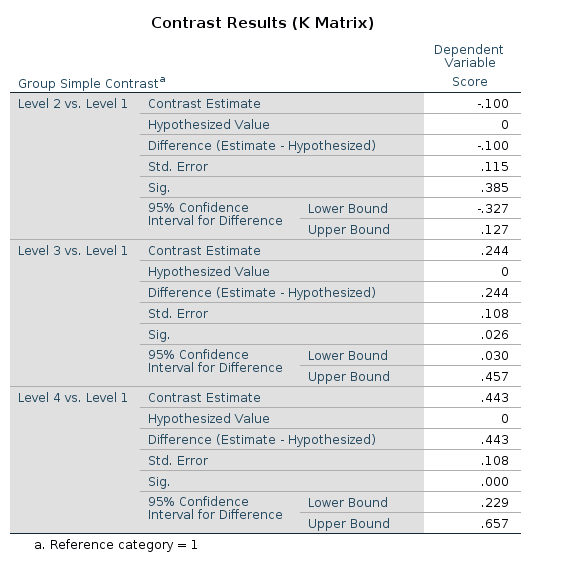 Contrast Results (K Matrix)
Dependent
Variable
Group Simple Contrast^a Score
Level 2 vs. Level 1 Contrast Estimate -.100
Hypothesized Value 0
Difference (Estimate - Hypothesized) -.100
Std. Error .115
Sig. .385
95% Confidence
Interval for Difference Lower Bound -.327
Upper Bound .127
Level 3 vs. Level 1 Contrast Estimate .244
Hypothesized Value 0
Difference (Estimate - Hypothesized) .244
Std. Error .108
Sig. .026
95% Confidence
Interval for Difference Lower Bound .030
Upper Bound .457
Level 4 vs. Level 1 Contrast Estimate .443
Hypothesized Value 0
Difference (Estimate - Hypothesized) .443
Std. Error .108
Sig. .000
95% Confidence
Interval for Difference Lower Bound .229
Upper Bound .657
a. Reference category = 1